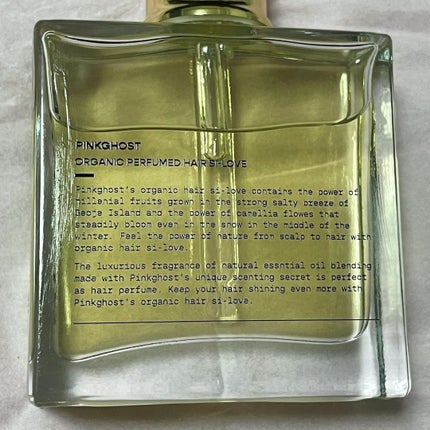 PINKGHOST
ORGANIC PERFUMED HAIR SI-LOVE
Pinkghost's organic hair si-love contains the power of
millenial fruits grown in the strong salty breeze of
Geoje Island and the power of camellia flowes that
steadily bloom even in the snow in the middle of the
winter. Feel the power of nature from scalp to hair with
organic hair si-love.
The luxurious fragrance of natural essntial oil blending
made with Pinkghost's unique scenting secret is perfect
as hair perfume. Keep your hair shining even more with
Pinkghost's organic hair si-love.